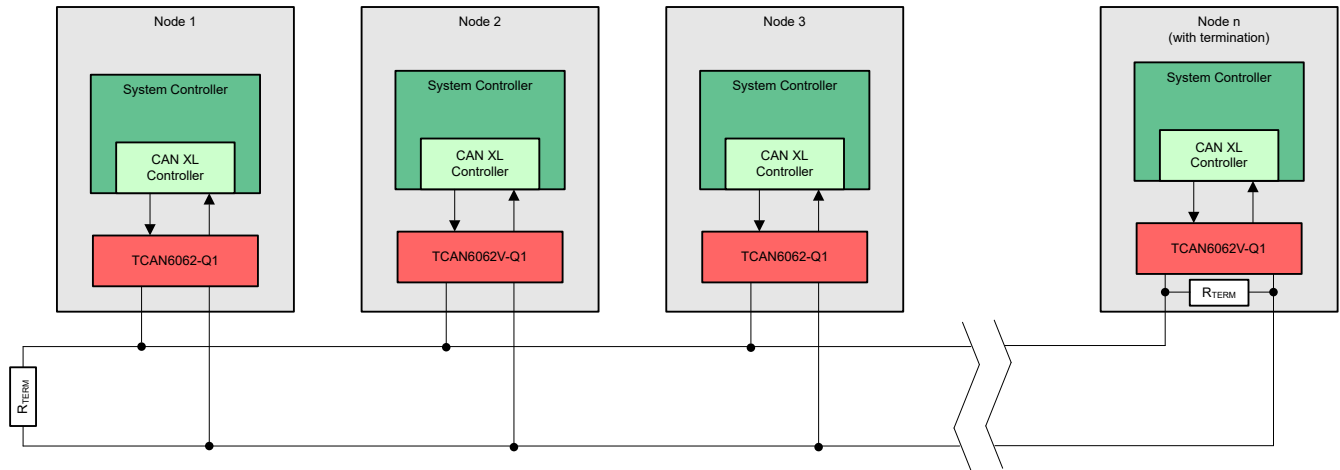 Node 1
System Controller
CAN XL
Controller
TCAN6062-Q1
Node 2
System Controller
CAN XL
Controller
TCAN6062V-Q1
Node 3
System Controller
CAN XL
Controller
TCAN6062-Q1
Node n
(with termination)
System Controller
CAN XL
Controller
TCAN6062V-Q1
RTERM
RTERM